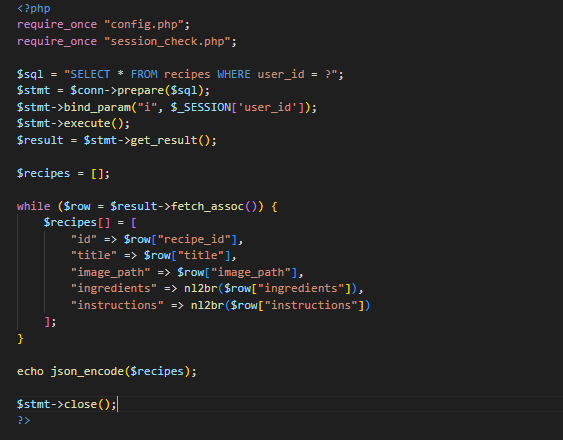 <?php
require_once "config.php";
require_once "session_check.php";

$sql = "SELECT * FROM recipes WHERE user_id = ?";
$stmt = $conn->prepare($sql);
$stmt->bind_param("i", $_SESSION['user_id']);
$stmt->execute();
$result = $stmt->get_result();

$recipes = [];

while ($row = $result->fetch_assoc()) {
    $recipes[] = [
        "id" => $row["recipe_id"],
        "title" => $row["title"],
        "image_path" => $row["image_path"],
        "ingredients" => nl2br($row["ingredients"]),
        "instructions" => nl2br($row["instructions"])
    ];
}

echo json_encode($recipes);

$stmt->close();
?>